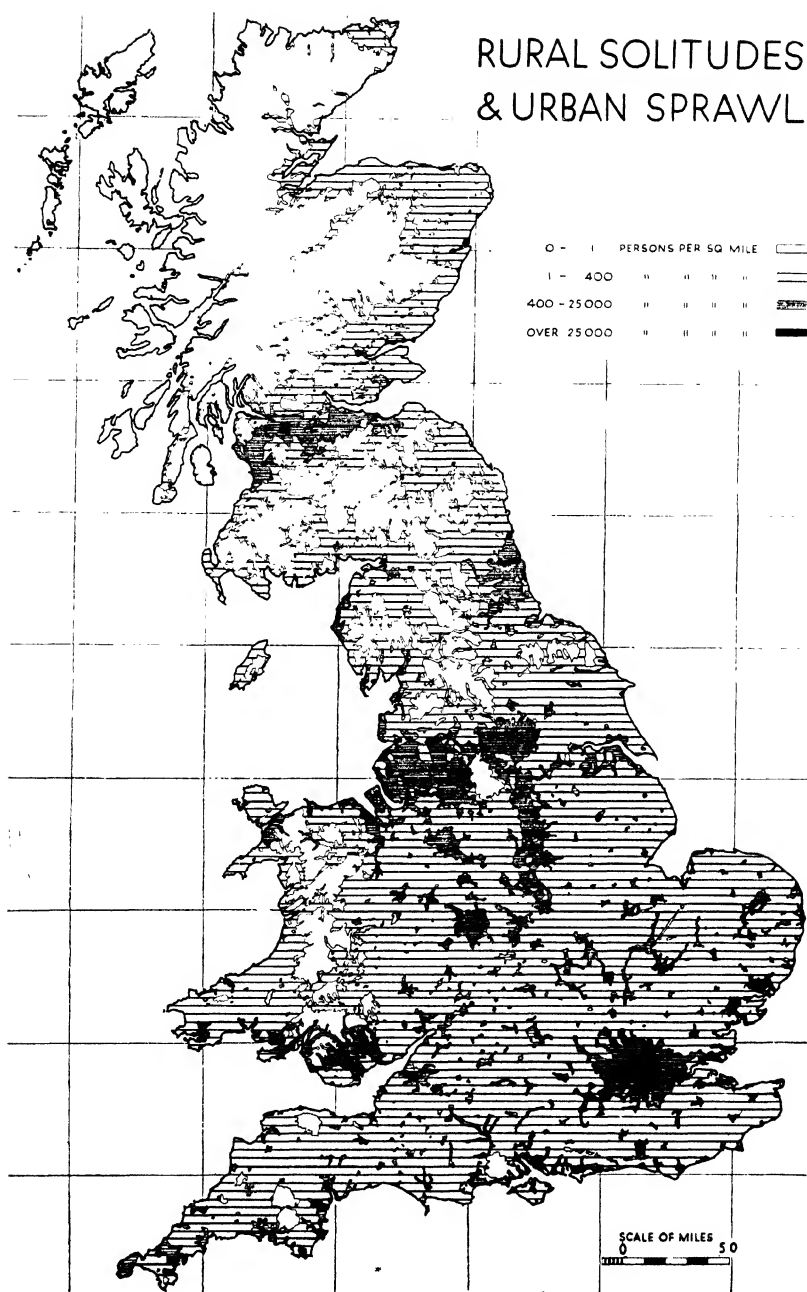 RURAL SOLITUDES
& URBAN SPRAWL
0 - 1 PERSONS PER SQ MILE
1 - 400 " " " "
400 - 25000 " " " "
OVER 25000 " " " "
SCALE OF MILES
0 50